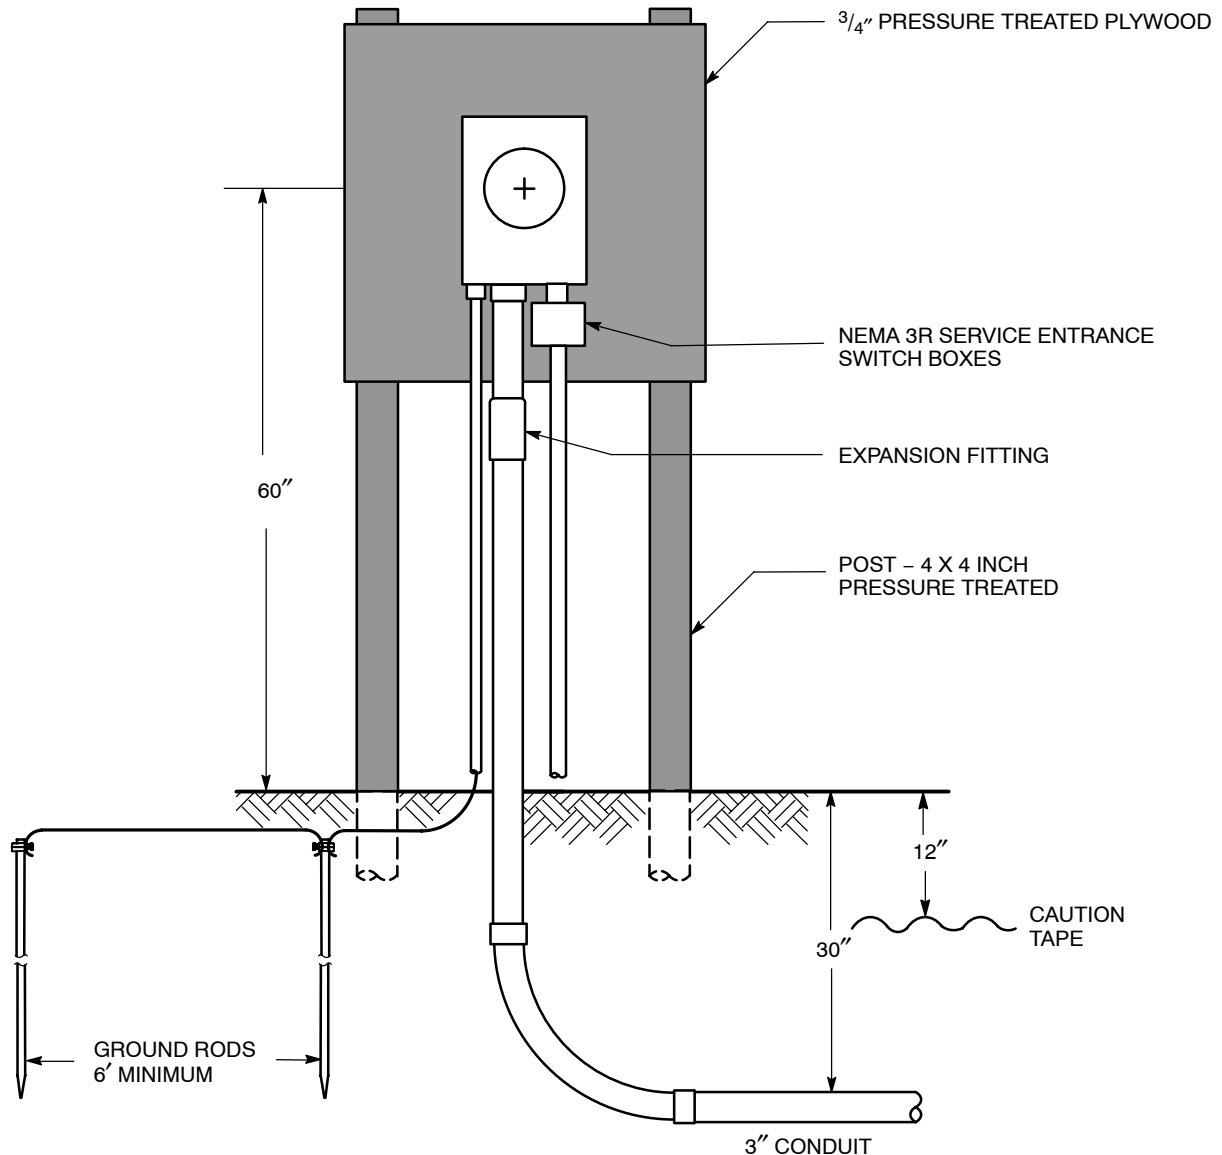 3/4″ PRESSURE TREATED PLYWOOD
NEMA 3R SERVICE ENTRANCE
SWITCH BOXES
EXPANSION FITTING
60″
POST – 4 X 4 INCH
PRESSURE TREATED
12″
CAUTION
TAPE
30″
GROUND RODS
6′ MINIMUM
3″ CONDUIT